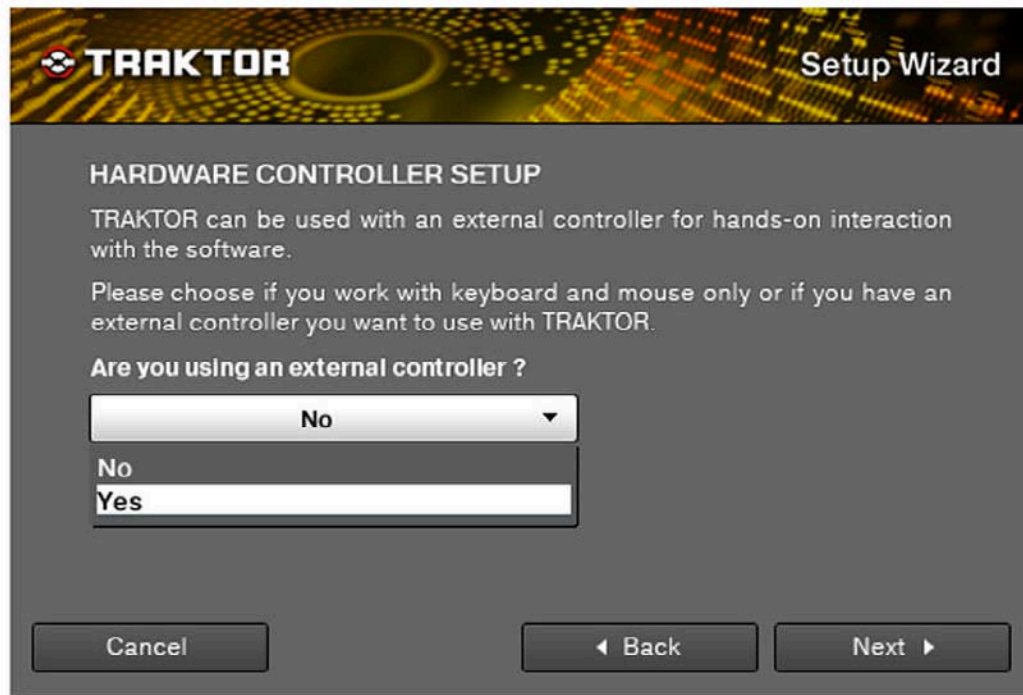 TRAKTOR
Setup Wizard
HARDWARE CONTROLLER SETUP
TRAKTOR can be used with an external controller for hands-on interaction
with the software.
Please choose if you work with keyboard and mouse only or if you have an
external controller you want to use with TRAKTOR.
Are you using an external controller ?
No
No
Yes
Cancel
Back
Next